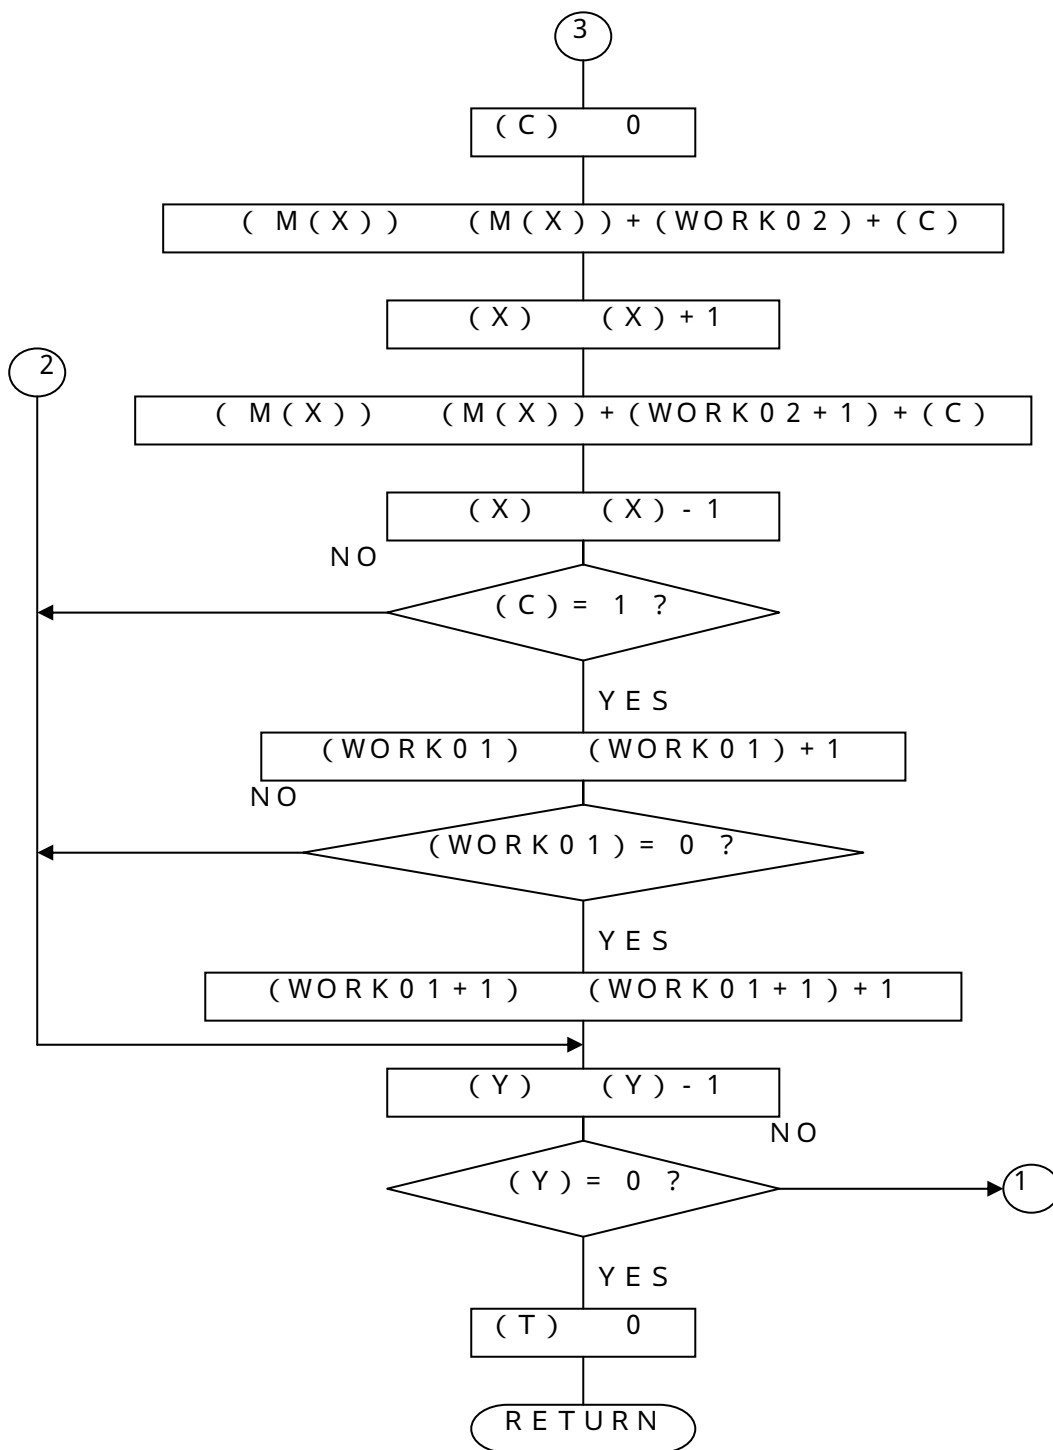 3
(C) 0
(M(X)) (M(X))+(WORK02)+(C)
(X) (X)+1
2
(M(X)) (M(X))+(WORK02+1)+(C)
(X) (X)-1
NO
(C)= 1 ?
YES
(WORK01) (WORK01)+1
NO
(WORK01)= 0 ?
YES
(WORK01+1) (WORK01+1)+1
(Y) (Y)-1
NO
(Y)= 0 ?
1
YES
(T) 0
RETURN